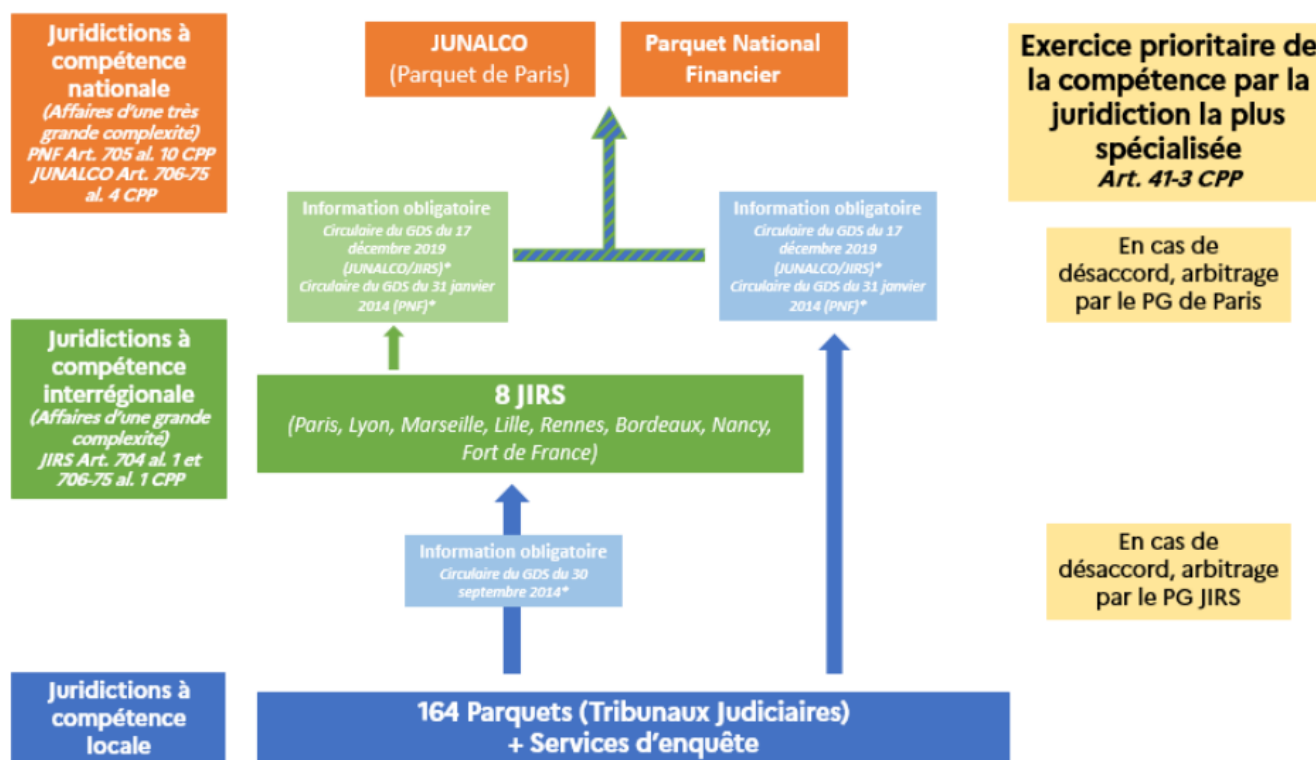 Juridictions à
compétence
nationale
(Affaires d'une très
grande complexité)
PNF Art. 705 al. 10 CPP
JUNALCO Art. 706-75
al. 4 CPP
JUNALCO
(Parquet de Paris)
Parquet National
Financier
Exercice prioritaire de
la compétence par la
juridiction la plus
spécialisée
Art. 41-3 CPP
Information obligatoire
Circulaire du GDS du 17
décembre 2019
(JUNALCO/JIRS)*
Circulaire du GDS du 31 janvier
2014 (PNF)*
Information obligatoire
Circulaire du GDS du 17
décembre 2019
(JUNALCO/JIRS)*
Circulaire du GDS du 31 janvier
2014 (PNF)*
En cas de
désaccord, arbitrage
par le PG de Paris
Juridictions à
compétence
interrégionale
(Affaires d'une grande
complexité)
JIRS Art. 704 al. 1 et
706-75 al. 1 CPP
8 JIRS
(Paris, Lyon, Marseille, Lille, Rennes, Bordeaux, Nancy,
Fort de France)
Information obligatoire
Circulaire du GDS du 30
septembre 2014*
En cas de
désaccord, arbitrage
par le PG JIRS
Juridictions à
compétence
locale
164 Parquets (Tribunaux Judiciaires)
+ Services d'enquête